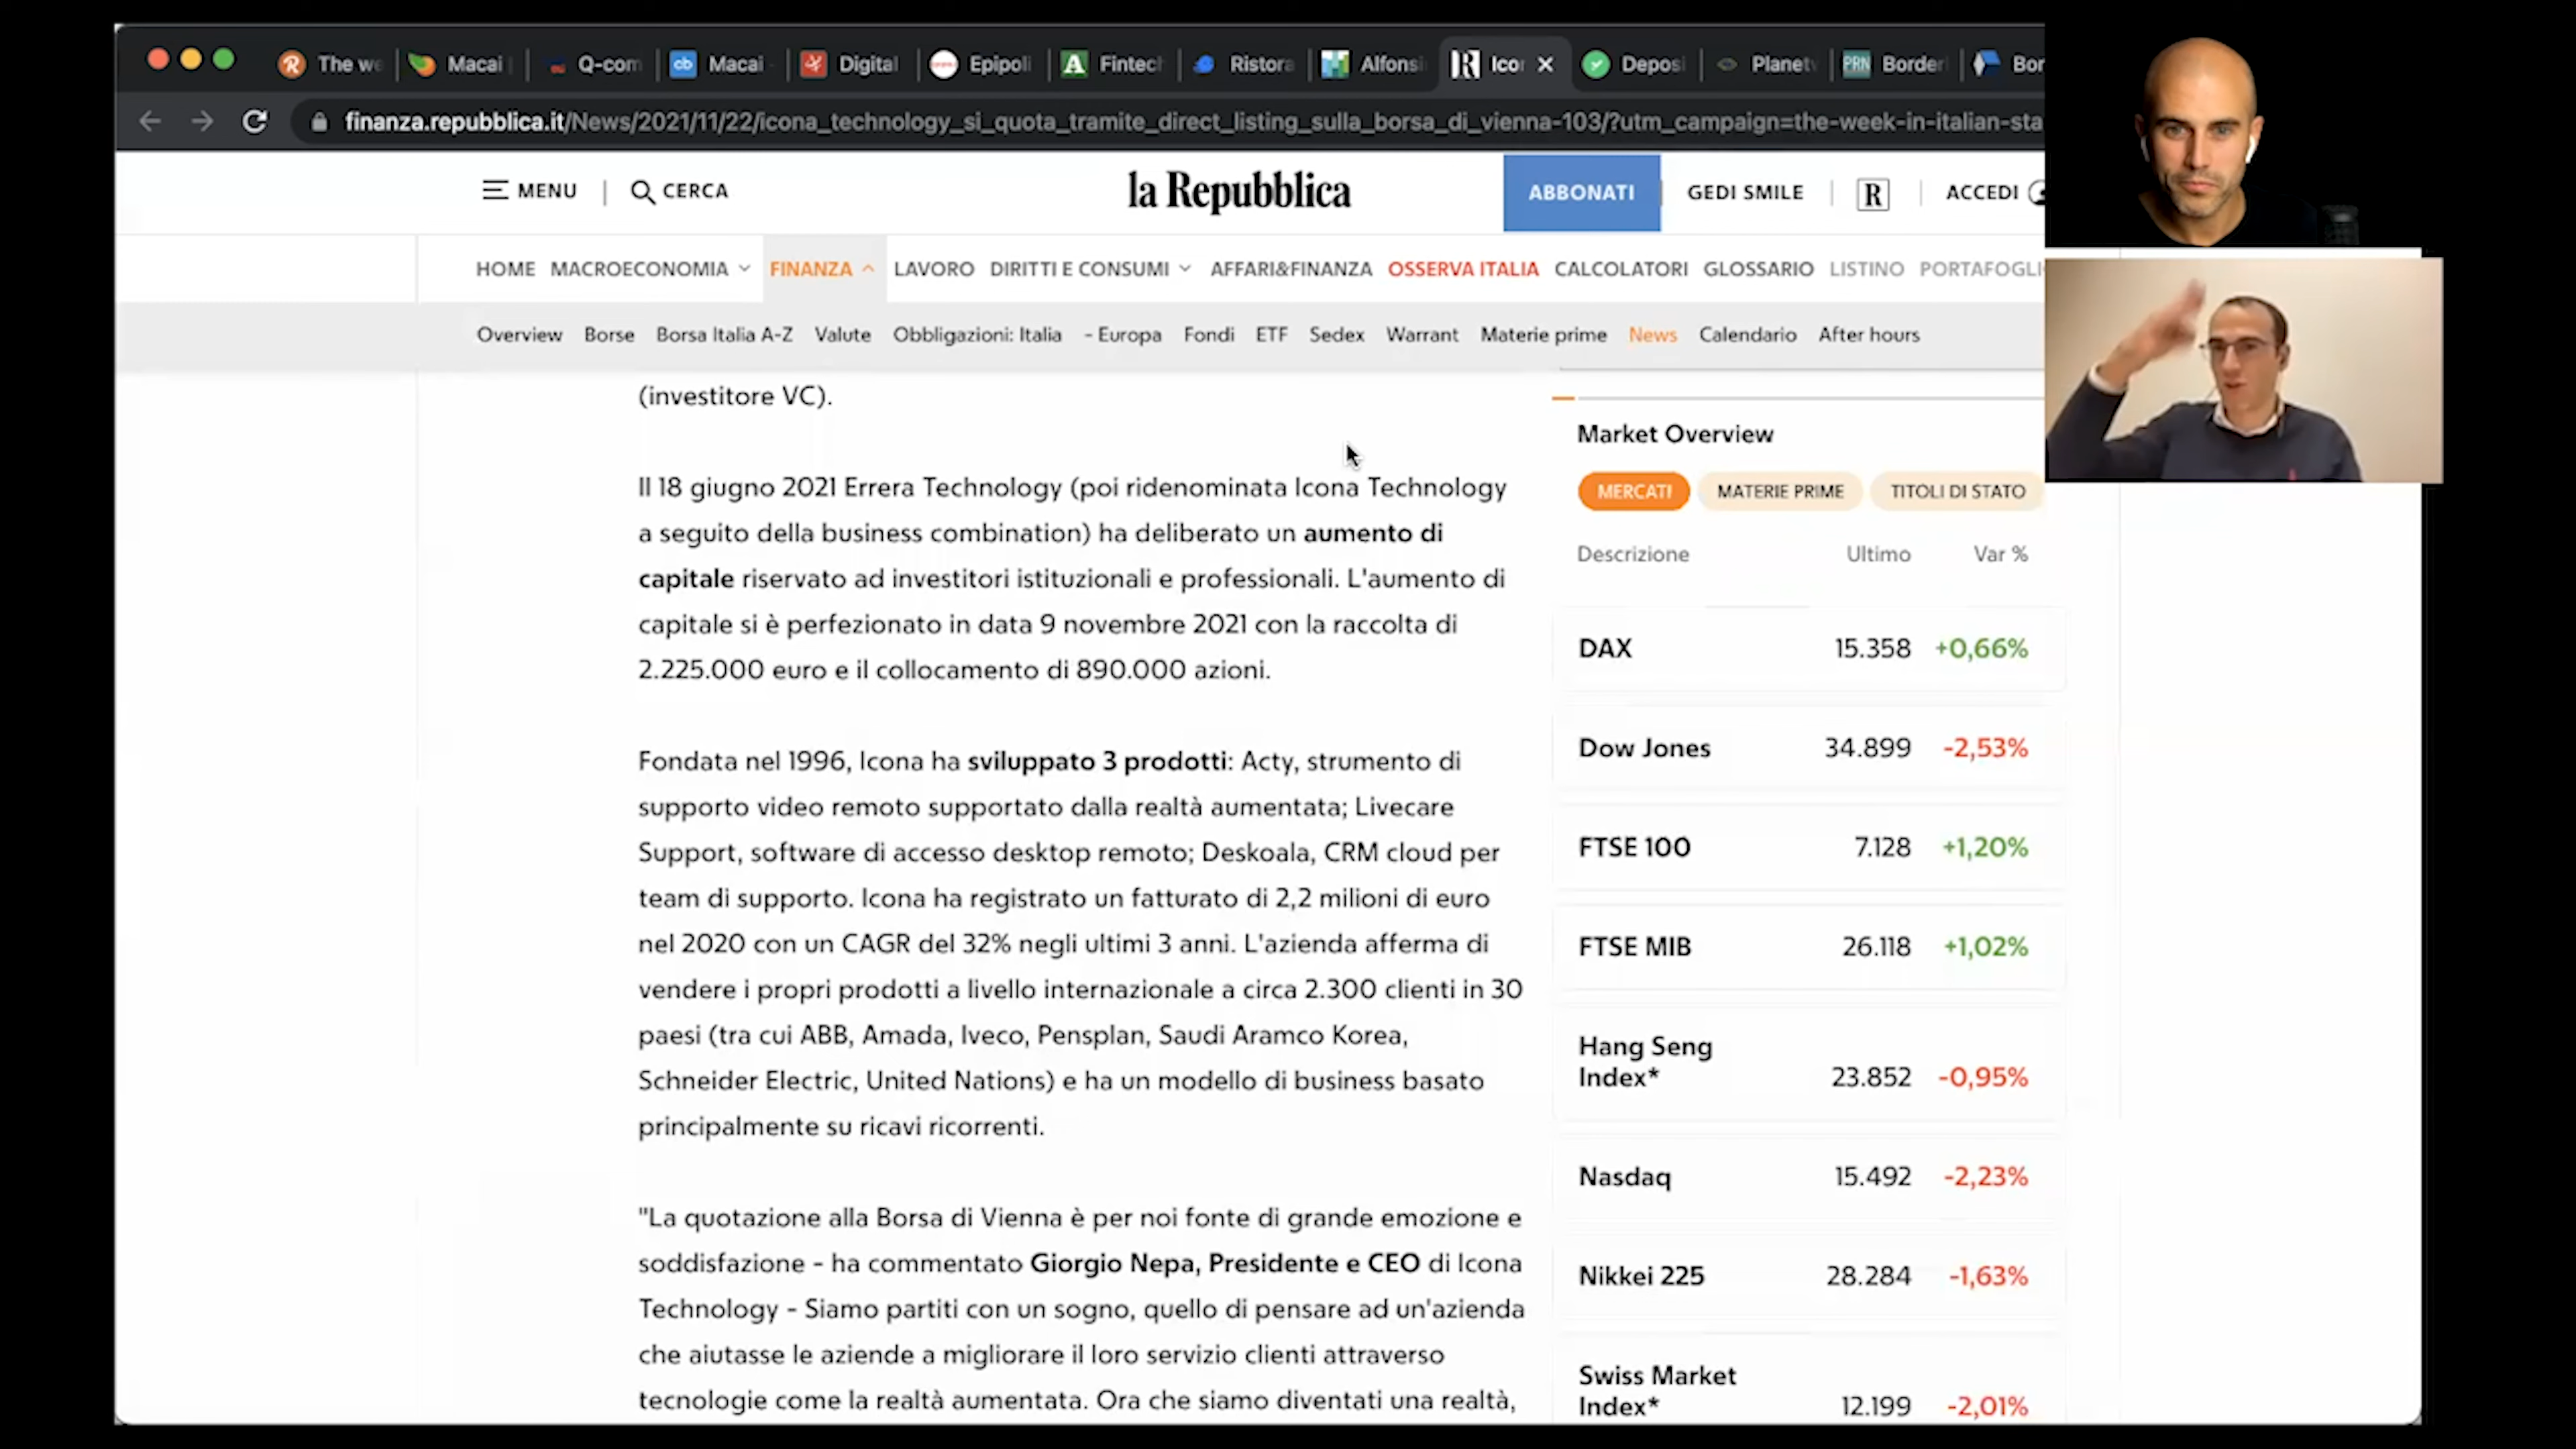 The we
Macai
Q-com
Macai
Digital
Epipoli
Fintech
Ristora
Alfonsi
Icon
Deposi
Planet
PRN Border
Bor
finanza.repubblica.it/News/2021/11/22/icona_technology_si_quota_tramite_direct_listing_sulla_borsa_di_vienna-103/?utm_campaign=the-week-in-italian-sta
MENU
CERCA
la Repubblica
ABBONATI
GEDI SMILE
R
ACCEDI
HOME MACROECONOMIA FINANZA LAVORO DIRITTI E CONSUMI AFFARI&FINANZA OSSERVA ITALIA CALCOLATORI GLOSSARIO LISTINO PORTAFOGLI
Overview Borse Borsa Italia A-Z Valute Obbligazioni: Italia - Europa Fondi ETF Sedex Warrant Materie prime News Calendario After hours
(investitore VC).
Il 18 giugno 2021 Errera Technology (poi ridenominata Icona Technology
a seguito della business combination) ha deliberato un aumento di
capitale riservato ad investitori istituzionali e professionali. L'aumento di
capitale si è perfezionato in data 9 novembre 2021 con la raccolta di
2.225.000 euro e il collocamento di 890.000 azioni.
Fondata nel 1996, Icona ha sviluppato 3 prodotti: Acty, strumento di
supporto video remoto supportato dalla realtà aumentata; Livecare
Support, software di accesso desktop remoto; Deskoala, CRM cloud per
team di supporto. Icona ha registrato un fatturato di 2,2 milioni di euro
nel 2020 con un CAGR del 32% negli ultimi 3 anni. L'azienda afferma di
vendere i propri prodotti a livello internazionale a circa 2.300 clienti in 30
paesi (tra cui ABB, Amada, Iveco, Pensplan, Saudi Aramco Korea,
Schneider Electric, United Nations) e ha un modello di business basato
principalmente su ricavi ricorrenti.
"La quotazione alla Borsa di Vienna è per noi fonte di grande emozione e
soddisfazione - ha commentato Giorgio Nepa, Presidente e CEO di Icona
Technology - Siamo partiti con un sogno, quello di pensare ad un'azienda
che aiutasse le aziende a migliorare il loro servizio clienti attraverso
tecnologie come la realtà aumentata. Ora che siamo diventati una realtà,
Market Overview
MERCATI MATERIE PRIME TITOLI DI STATO
Descrizione Ultimo Var %
DAX 15.358 +0,66%
Dow Jones 34.899 -2,53%
FTSE 100 7.128 +1,20%
FTSE MIB 26.118 +1,02%
Hang Seng
Index* 23.852 -0,95%
Nasdaq 15.492 -2,23%
Nikkei 225 28.284 -1,63%
Swiss Market
Index* 12.199 -2,01%